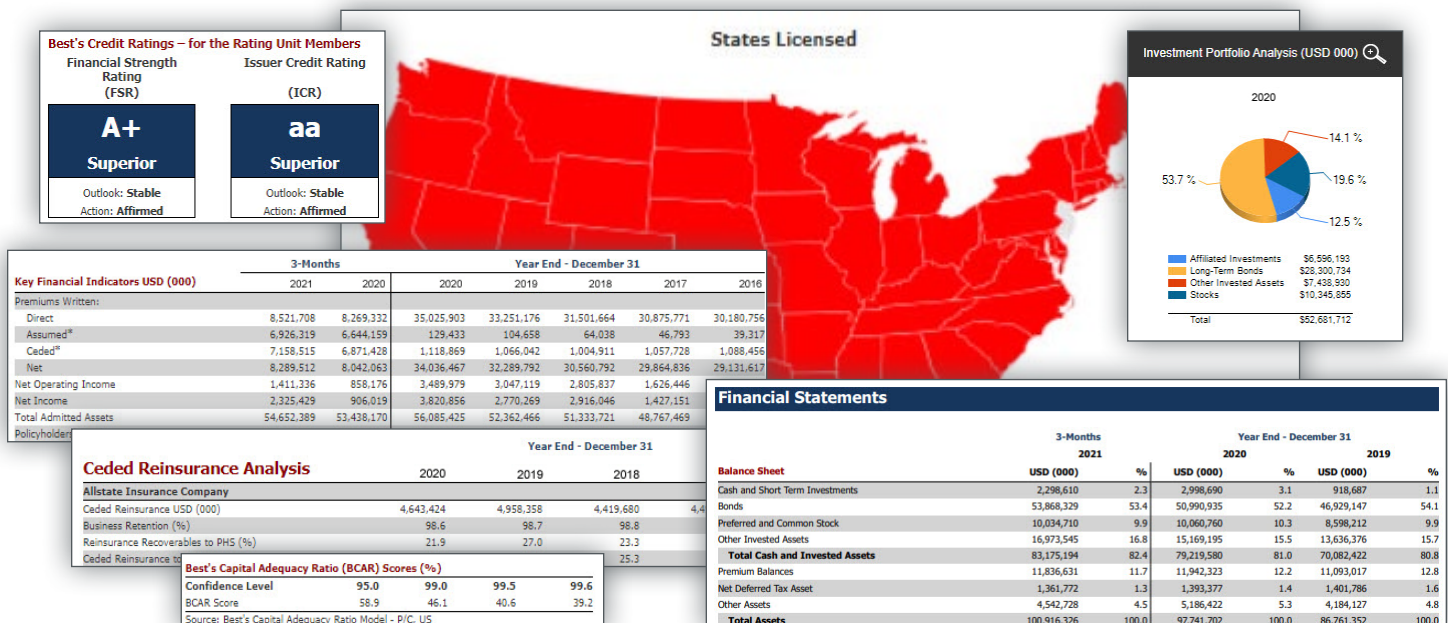 States Licensed
Best's Credit Ratings – for the Rating Unit Members
Financial Strength Rating (FSR)
Issuer Credit Rating (ICR)
A+
Superior
aa
Superior
Outlook: Stable
Action: Affirmed
Outlook: Stable
Action: Affirmed
Investment Portfolio Analysis (USD 000)
2020
14.1 %
53.7 %
19.6 %
12.5 %
Affiliated Investments $6,596,193
Long-Term Bonds $28,300,734
Other Invested Assets $7,438,930
Stocks $10,345,855
Total $52,681,712
3-Months Year End - December 31
Key Financial Indicators USD (000) 2021 2020 2020 2019 2018 2017 2016
Premiums Written:
Direct 8,521,708 8,269,332 35,025,903 33,251,176 31,501,664 30,875,771 30,180,756
Assumed* 6,926,319 6,644,159 129,433 104,658 64,038 46,793 39,317
Ceded* 7,158,515 6,871,428 1,118,869 1,066,042 1,004,911 1,057,728 1,088,456
Net 8,289,512 8,042,063 34,036,467 32,289,792 30,560,792 29,864,836 29,131,617
Net Operating Income 1,411,336 858,176 3,489,979 3,047,119 2,805,837 1,626,446
Net Income 2,325,429 906,019 3,820,856 2,770,269 2,916,046 1,427,151
Total Admitted Assets 54,652,389 53,438,170 56,085,425 52,362,466 51,333,721 48,767,469
Policyholder
Year End - December 31
Ceded Reinsurance Analysis 2020 2019 2018
Allstate Insurance Company
Ceded Reinsurance USD (000) 4,643,424 4,958,358 4,419,680 4,4
Business Retention (%) 98.6 98.7 98.8
Reinsurance Recoverables to PHS (%) 21.9 27.0 23.3
Ceded Reinsurance to 25.3
Best's Capital Adequacy Ratio (BCAR) Scores (%)
Confidence Level 95.0 99.0 99.5 99.6
BCAR Score 58.9 46.1 40.6 39.2
Source: Best's Capital Adequacy Ratio Model - P/C, US
Financial Statements
3-Months Year End - December 31
2021 2020 2019
Balance Sheet USD (000) % USD (000) % USD (000) %
Cash and Short Term Investments 2,298,610 2.3 2,998,690 3.1 918,687 1.1
Bonds 53,868,329 53.4 50,990,935 52.2 46,929,147 54.1
Preferred and Common Stock 10,034,710 9.9 10,060,760 10.3 8,598,212 9.9
Other Invested Assets 16,973,545 16.8 15,169,195 15.5 13,636,376 15.7
Total Cash and Invested Assets 83,175,194 82.4 79,219,580 81.0 70,082,422 80.8
Premium Balances 11,836,631 11.7 11,942,323 12.2 11,093,017 12.8
Net Deferred Tax Asset 1,361,772 1.3 1,393,377 1.4 1,401,786 1.6
Other Assets 4,542,728 4.5 5,186,422 5.3 4,184,127 4.8
Total Assets 100,916,326 100.0 97,741,702 100.0 86,761,352 100.0